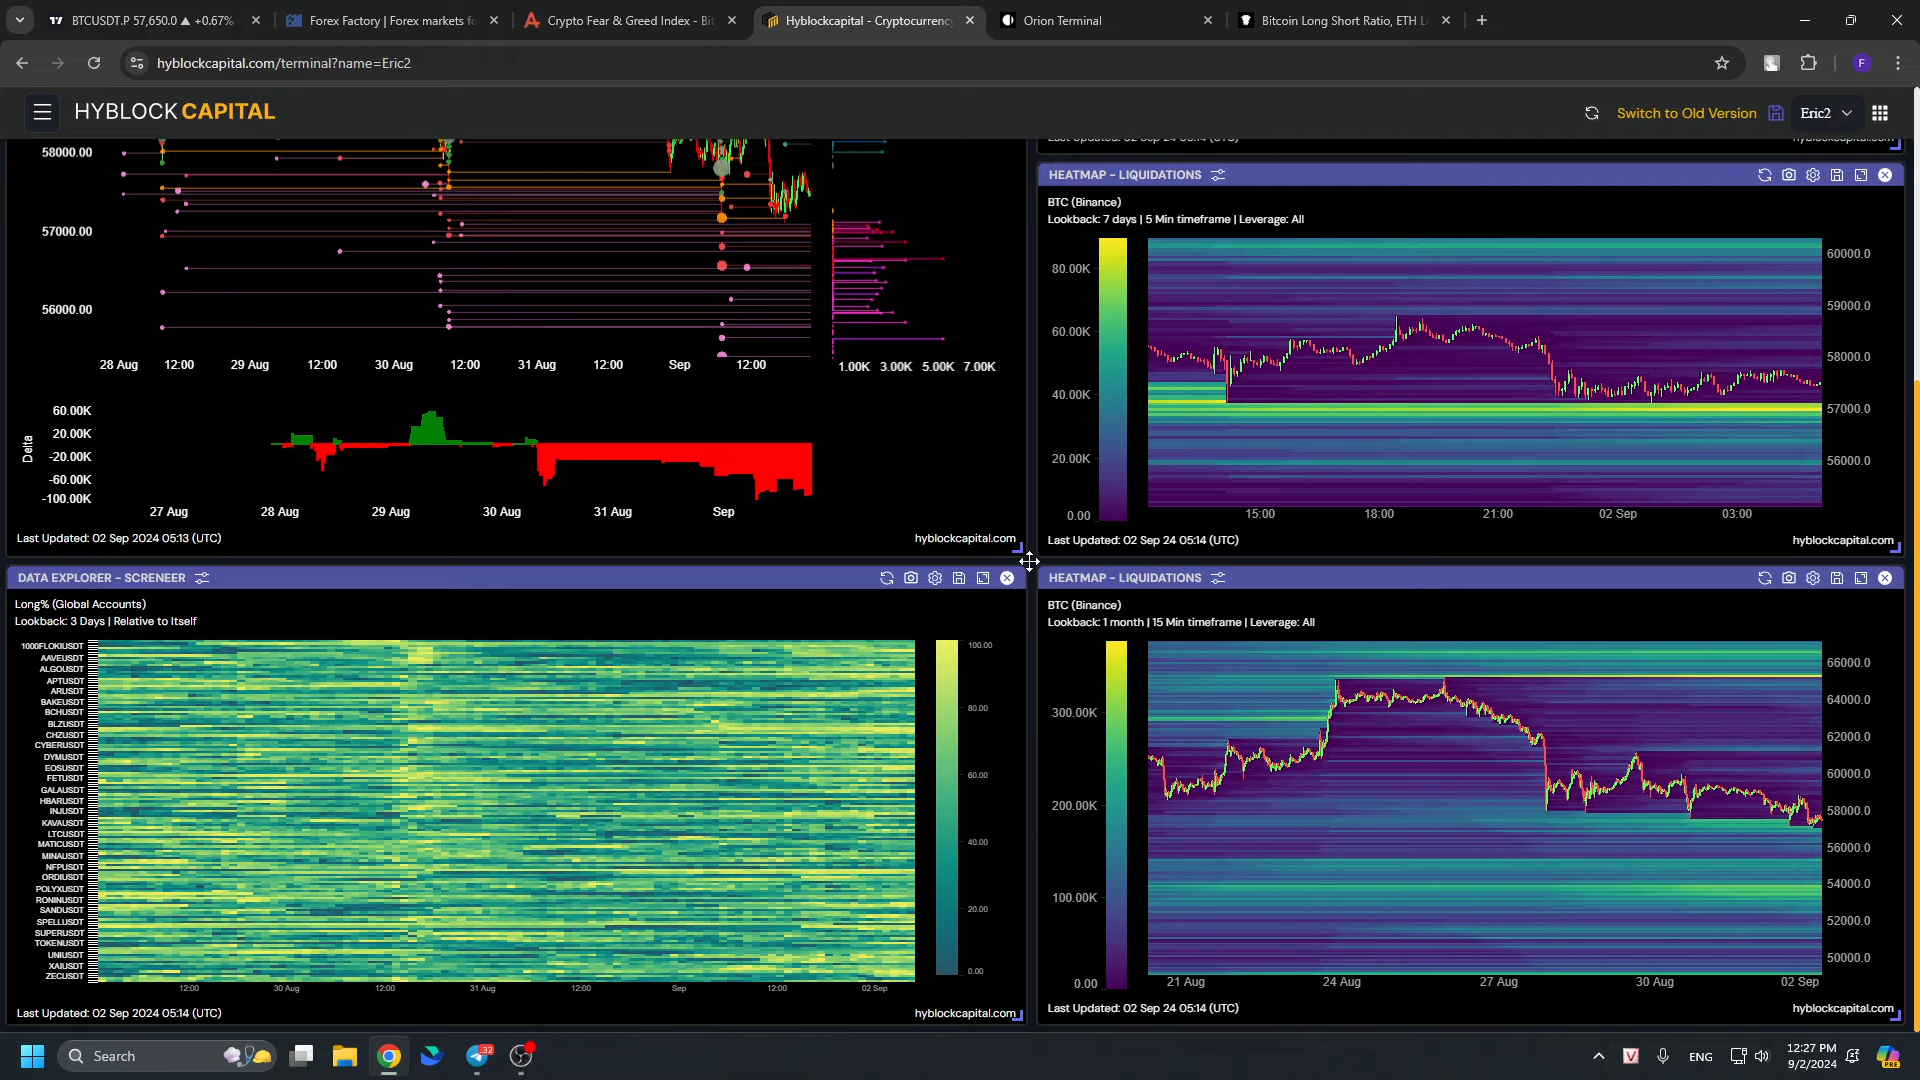 BTCUSDT.P 57,650.0 ▲ +0.67%
Forex Factory | Forex markets fo
Crypto Fear & Greed Index - Bit
Hyblockcapital - Cryptocurrenc
Orion Terminal
Bitcoin Long Short Ratio, ETH L
hyblockcapital.com/terminal?name=Eric2
F
HYBLOCK CAPITAL
Switch to Old Version
Eric2
58000.00
57000.00
56000.00
28 Aug 12:00 29 Aug 12:00 30 Aug 12:00 31 Aug 12:00 Sep 12:00
1.00K 3.00K 5.00K 7.00K
Delta
60.00K
20.00K
-20.00K
-60.00K
-100.00K
27 Aug 28 Aug 29 Aug 30 Aug 31 Aug Sep
Last Updated: 02 Sep 2024 05:13 (UTC)
hyblockcapital.com
HEATMAP - LIQUIDATIONS
BTC (Binance)
Lookback: 7 days | 5 Min timeframe | Leverage: All
80.00K
60.00K
40.00K
20.00K
0.00
60000.0
59000.0
58000.0
57000.0
56000.0
15:00 18:00 21:00 02 Sep 03:00
Last Updated: 02 Sep 24 05:14 (UTC)
hyblockcapital.com
DATA EXPLORER - SCRENEER
Long% (Global Accounts)
Lookback: 3 Days | Relative to Itself
1000FLOKIUSDT
AAVEUSDT
ALGOUSDT
APTUSDT
ARUSDT
BAKEUSDT
BCHUSDT
BLZUSDT
CHZUSDT
CYBERUSDT
DYMUSDT
EOSUSDT
FETUSDT
GALAUSDT
HBARUSDT
INJUSDT
KAVAUSDT
LTCUSDT
MATICUSDT
MINAUSDT
NFPUSDT
ORDIUSDT
POLYXUSDT
RONINUSDT
SANDUSDT
SPELLUSDT
SUPERUSDT
TOKENUSDT
UNIUSDT
XAIUSDT
ZECUSDT
100.00
80.00
60.00
40.00
20.00
0.00
12:00 30 Aug 12:00 31 Aug 12:00 Sep 12:00 02 Sep
Last Updated: 02 Sep 2024 05:14 (UTC)
hyblockcapital.com
HEATMAP - LIQUIDATIONS
BTC (Binance)
Lookback: 1 month | 15 Min timeframe | Leverage: All
300.00K
200.00K
100.00K
0.00
66000.0
64000.0
62000.0
60000.0
58000.0
56000.0
54000.0
52000.0
50000.0
21 Aug 24 Aug 27 Aug 30 Aug 02 Sep
Last Updated: 02 Sep 24 05:14 (UTC)
hyblockcapital.com
Search
32
V
ENG
12:27 PM
9/2/2024
PRE